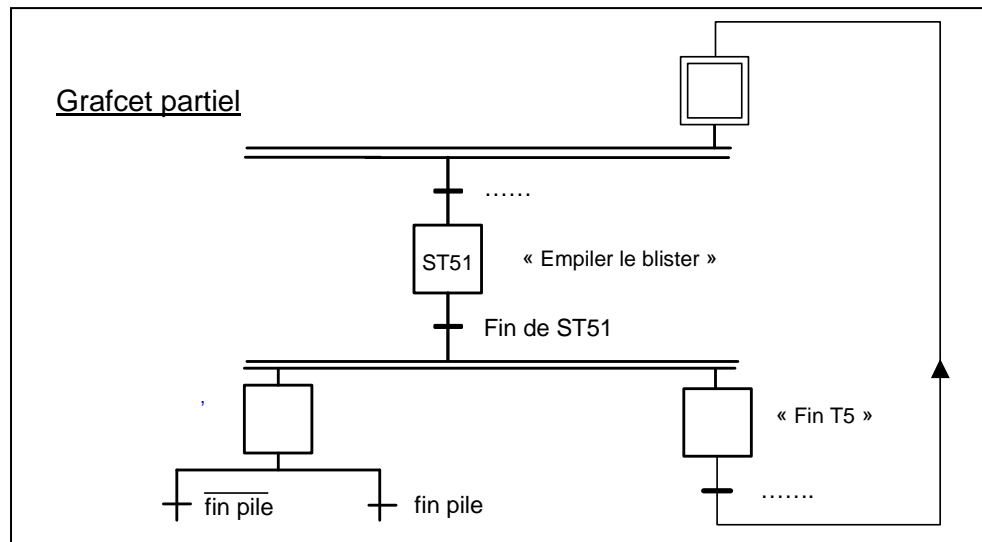 Grafcet partiel
……
ST51
« Empiler le blister »
Fin de ST51
’
« Fin T5 »
fin pile
fin pile
…….